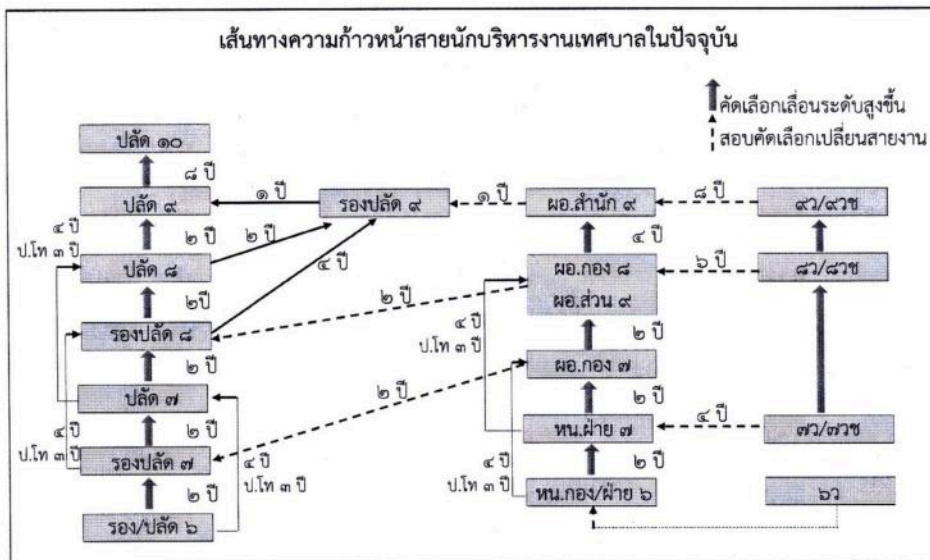 เส้นทางความก้าวหน้าสายนักบริหารงานเทศบาลในปัจจุบัน
คัดเลือกเลื่อนระดับสูงขึ้น
สอบคัดเลือกเปลี่ยนสายงาน
ปลัด ๑๐
๘ ปี
ปลัด ๙
๑ ปี
รองปลัด ๙
๑ ปี
ผอ.สำนัก ๙
๘ ปี
๙ว/๙วช
๔ ปี
ป.โท ๓ ปี
๒ ปี
๒ ปี
๔ ปี
๔ ปี
ปลัด ๘
ผอ.กอง ๘
ผอ.ส่วน ๙
๖ ปี
๘ว/๘วช
๒ปี
๒ ปี
รองปลัด ๘
๔ ปี
ป.โท ๓ ปี
๒ ปี
๒ ปี
ผอ.กอง ๗
ปลัด ๗
๒ ปี
๒ ปี
๔ ปี
ป.โท ๓ ปี
๒ ปี
หน.ฝ่าย ๗
๔ ปี
๗ว/๗วช
รองปลัด ๗
๔ ปี
ป.โท ๓ ปี
๔ ปี
ป.โท ๓ ปี
๒ ปี
๒ ปี
หน.กอง/ฝ่าย ๖
๖ว
รอง/ปลัด ๖